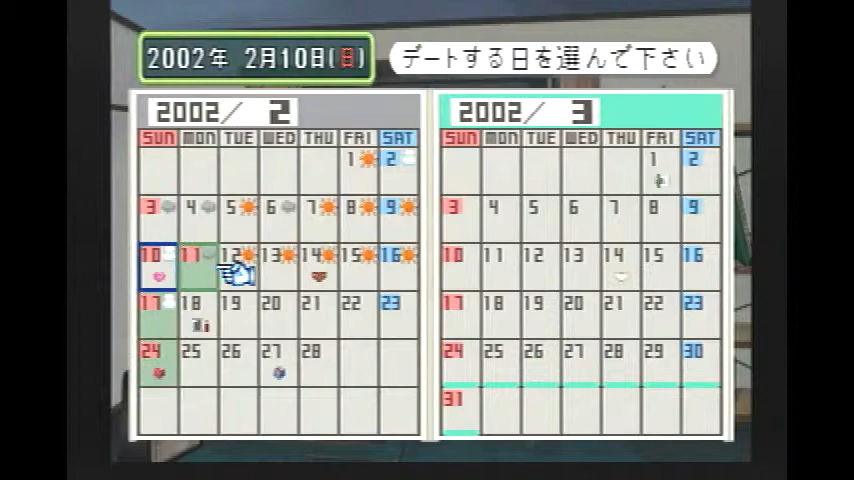 2002年 2月10日(日)
デートする日を選んで下さい
2002/ 2
SUN MON TUE WED THU FRI SAT
1 2
3 4 5 6 7 8 9
10 11 12 13 14 15 16
17 18 19 20 21 22 23
24 25 26 27 28
2002/ 3
SUN MON TUE WED THU FRI SAT
1 2
3 4 5 6 7 8 9
10 11 12 13 14 15 16
17 18 19 20 21 22 23
24 25 26 27 28 29 30
31